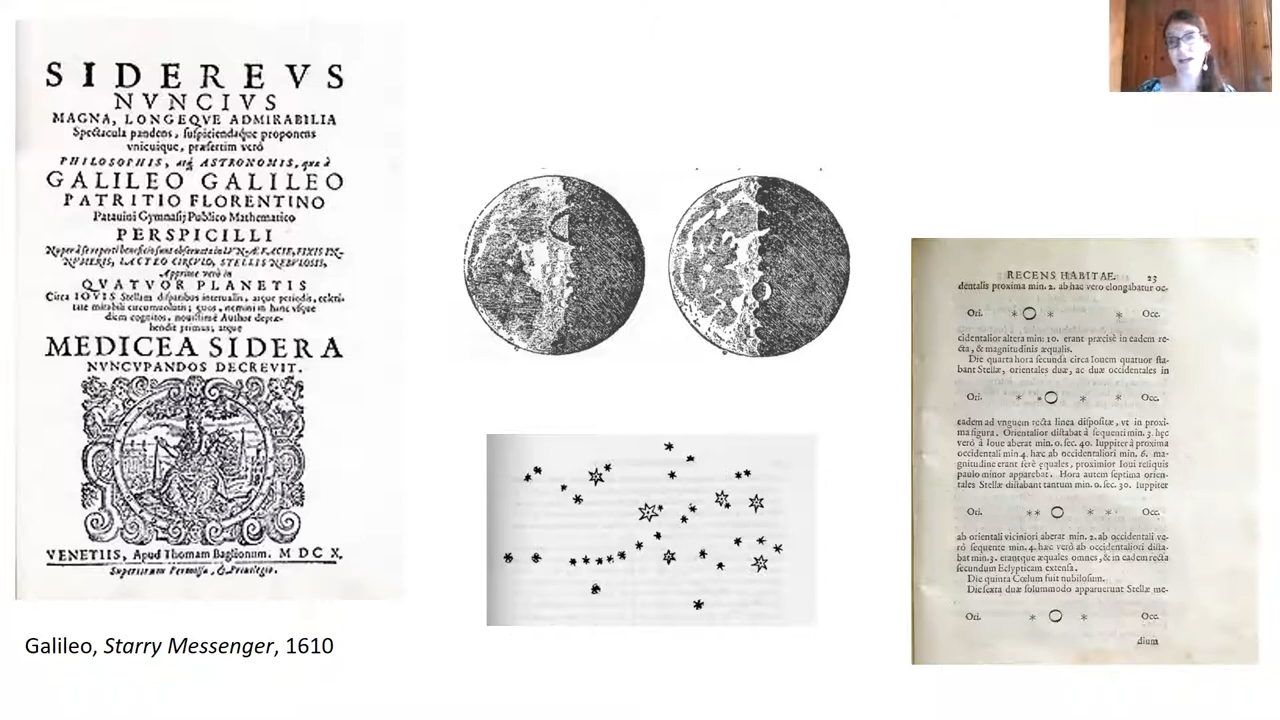 SIDEREVS
NVNCIVS
MAGNA, LONGEQVE ADMIRABILIA
Spectacula pandens, suspiciendaque proponens
vnicuique, præsertim verò
PHILOSOPHIS, atq́; ASTRONOMIS, quæ à
GALILEO GALILEO
PATRITIO FLORENTINO
Patauini Gymnasij Publico Mathematico
PERSPICILLI
Nuper à se reperti beneficio sunt obseruata in LVNÆ FACIE, FIXIS IN-
NVMERIS, LACTEO CIRCVLO, STELLIS NEBVLOSIS,
Apprime verò in
QVATVOR PLANETIS
Circa IOVIS Stellam disparibus interuallis, atque periodis, celeri-
tate mirabili circumuolutis; quos, nemini in hanc vsque
diem cognitos, nouissimè Author depræ-
hendit primus; atque
MEDICEA SIDERA
NVNCVPANDOS DECREVIT.
VENETIIS, Apud Thomam Baglionum. M DC X.
Superiorum Permissu, & Priuilegio.
Galileo, Starry Messenger, 1610
RECENS HABITAE. 23
dentalis proxima min. 2. ab hac vero elongabatur oc-
Ori. * O * * Occ.
cidentalior altera min: 10. erant præcisè in eadem re-
cta, & magnitudinis æqualis.
Die quarta hora secunda circa Iouem quatuor sta-
bant Stellæ, orientales duæ, ac duæ occidentales in
Ori. * * O * * Occ.
eadem ad vnguem recta linea dispositæ, vt in proxi-
ma figura. Orientalior distabat à sequenti min. 3. hęc
verò à Ioue aberat min. 0. sec. 40. Iuppiter à proxima
occidentali min 4. hæc ab occidentaliori min. 6. ma-
gnitudine erant ferè ęquales, proximior Ioui reliquis
paulo minor apparebat. Hora autem septima orien-
tales Stellæ distabant tantum min. 0. sec. 30. Iuppiter
Ori. ** O * * Occ.
ab orientali viciniori aberat min. 2. ab occidentali ve-
rò sequente min. 4. hæc verò ab occidentaliori dista-
bat min. 3. erantque æquales omnes, & in eadem recta
secundum Eclypticam extensa.
Die quinta Cœlum fuit nubilosum.
Die sexta duæ solummodo apparuerunt Stellæ me-
Ori. * O * Occ.
dium